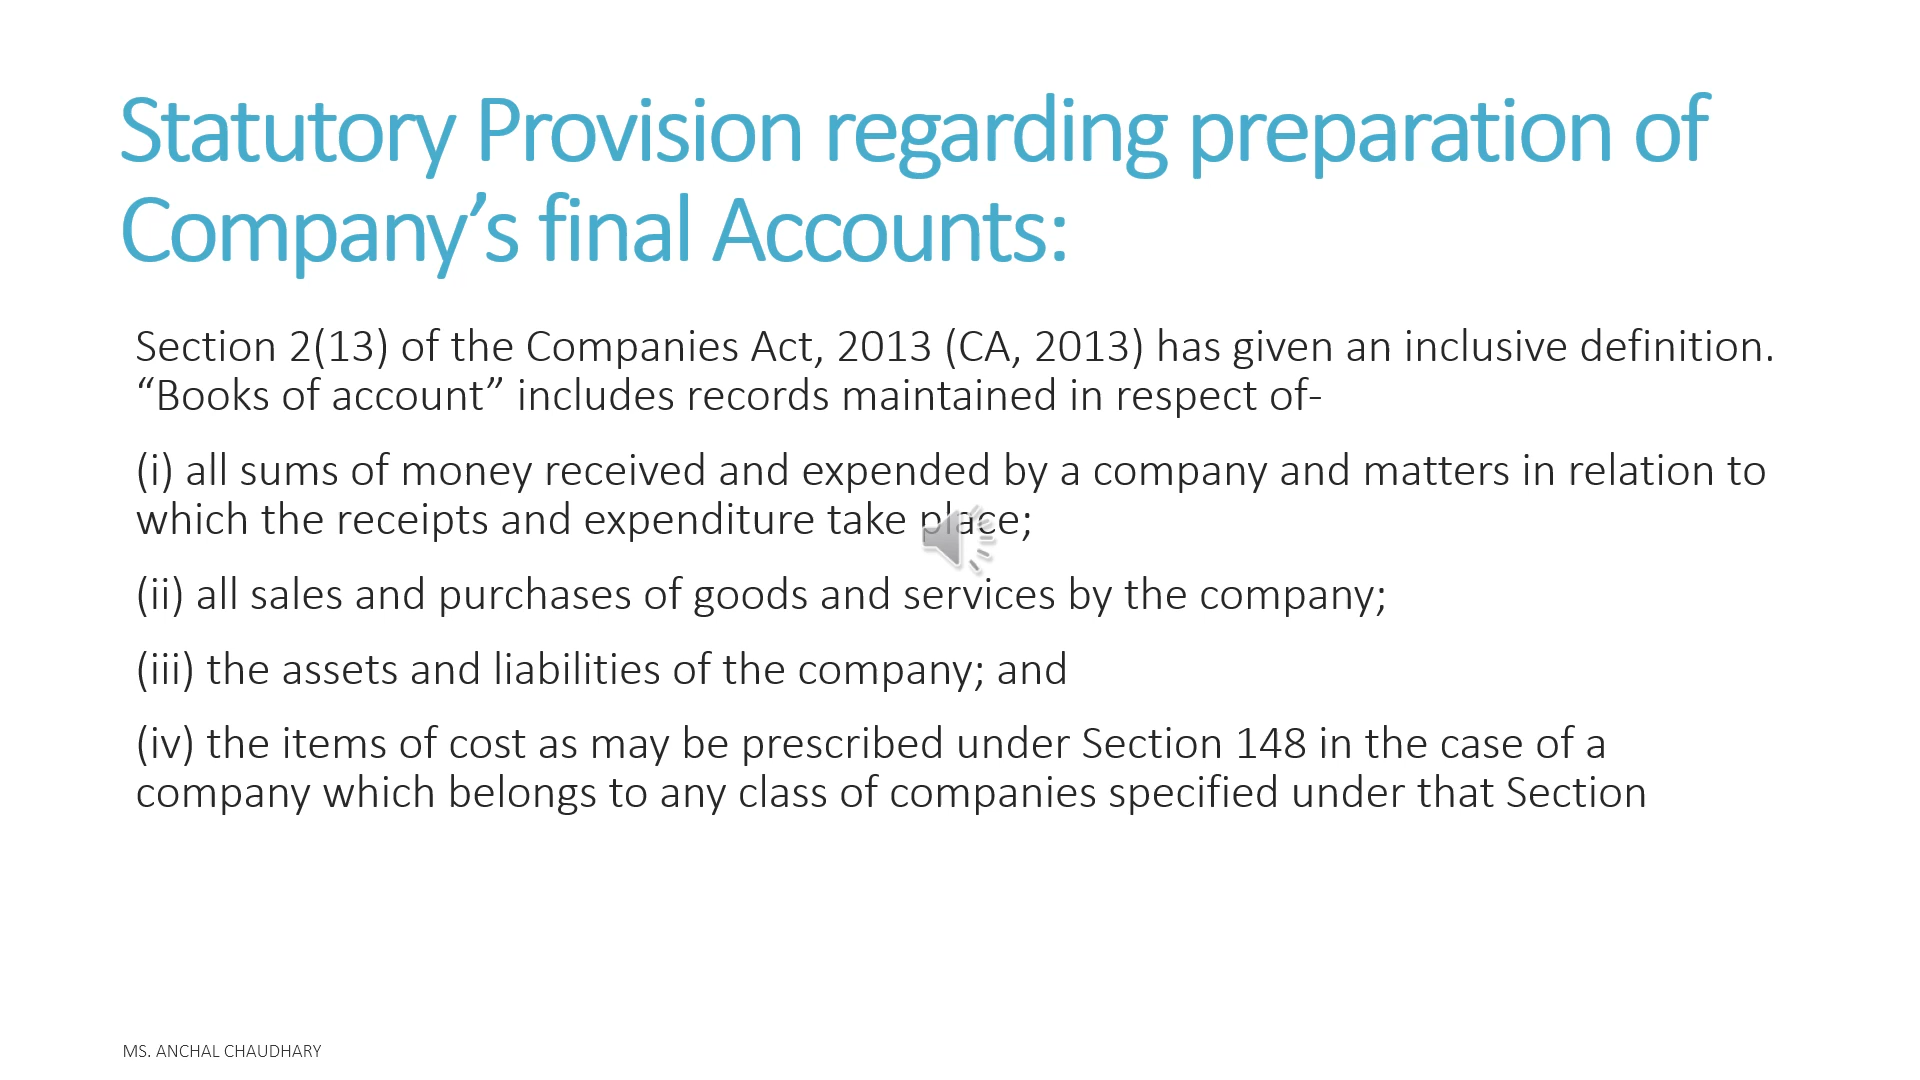 Statutory Provision regarding preparation of
Company’s final Accounts:
Section 2(13) of the Companies Act, 2013 (CA, 2013) has given an inclusive definition.
“Books of account” includes records maintained in respect of-
(i) all sums of money received and expended by a company and matters in relation to
which the receipts and expenditure take place;
(ii) all sales and purchases of goods and services by the company;
(iii) the assets and liabilities of the company; and
(iv) the items of cost as may be prescribed under Section 148 in the case of a
company which belongs to any class of companies specified under that Section
MS. ANCHAL CHAUDHARY